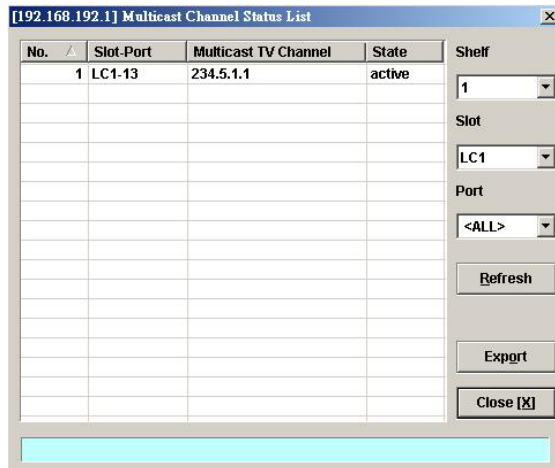 [192.168.192.1] Multicast Channel Status List
No. Slot-Port Multicast TV Channel State
1 LC1-13 234.5.1.1 active
Shelf
1
Slot
LC1
Port
<ALL>
Refresh
Export
Close [X]